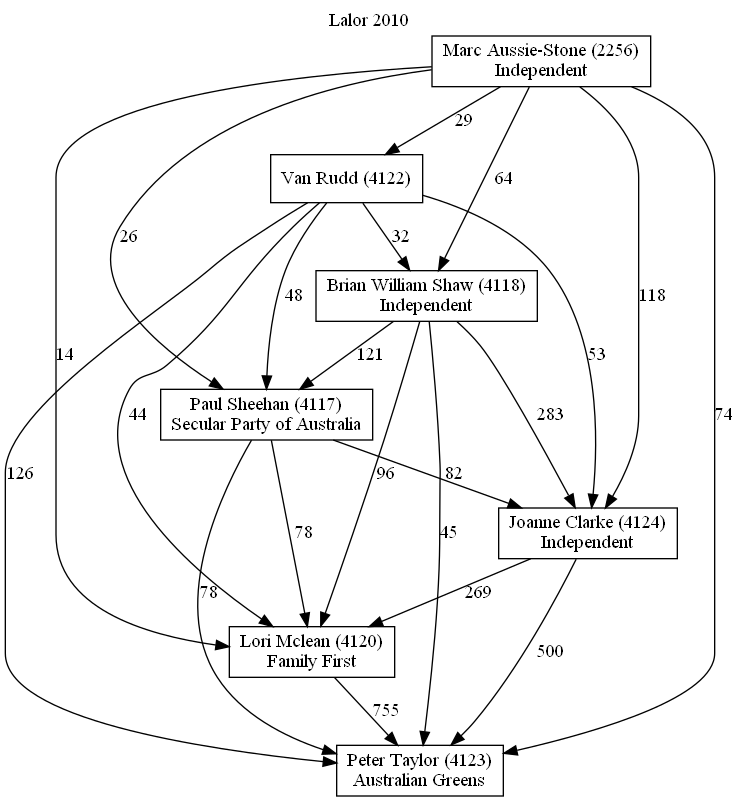 Lalor 2010
Marc Aussie-Stone (2256)
Independent
29
Van Rudd (4122)
64
26
32
Brian William Shaw (4118)
Independent
48
118
14
121
53
Paul Sheehan (4117)
Secular Party of Australia
44
283
74
126
96
82
Joanne Clarke (4124)
Independent
78
45
78
269
Lori Mclean (4120)
Family First
500
755
Peter Taylor (4123)
Australian Greens